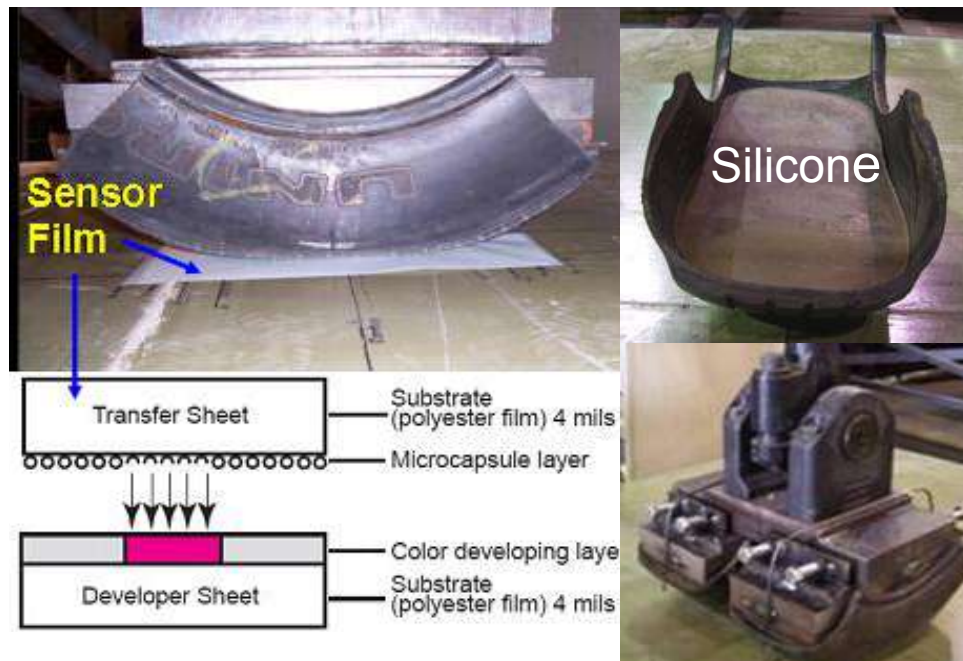 Sensor
Film
Silicone
Transfer Sheet
Substrate
(polyester film) 4 mils
Microcapsule layer
Color developing laye
Developer Sheet
Substrate
(polyester film) 4 mils